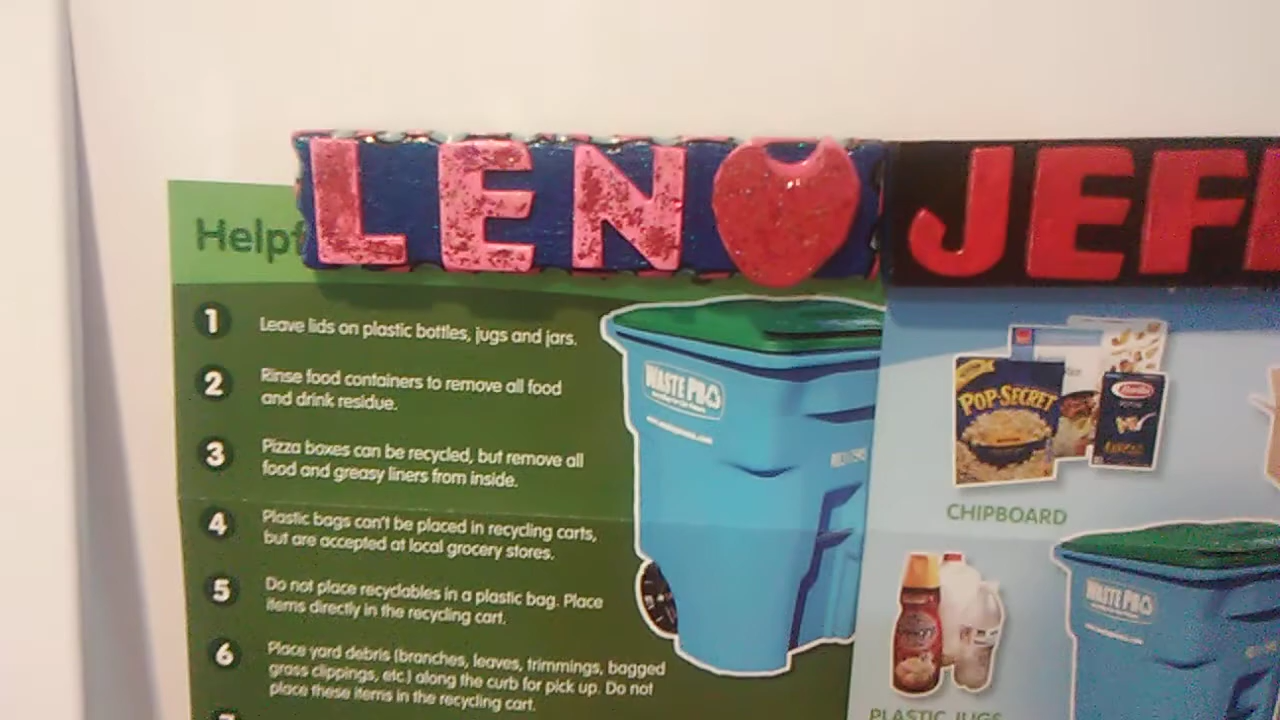 LEN JEF
Helpf
1 Leave lids on plastic bottles, jugs and jars.
2 Rinse food containers to remove all food
and drink residue.
3 Pizza boxes can be recycled, but remove all
food and greasy liners from inside.
4 Plastic bags can't be placed in recycling carts,
but are accepted at local grocery stores.
5 Do not place recyclables in a plastic bag. Place
items directly in the recycling cart.
6 Place yard debris (branches, leaves, trimmings, bagged
grass clippings, etc.) along the curb for pick up. Do not
place these items in the recycling cart.
WASTE PRO
POP-SECRET
CHIPBOARD
WASTE PRO
PLASTIC JUGS